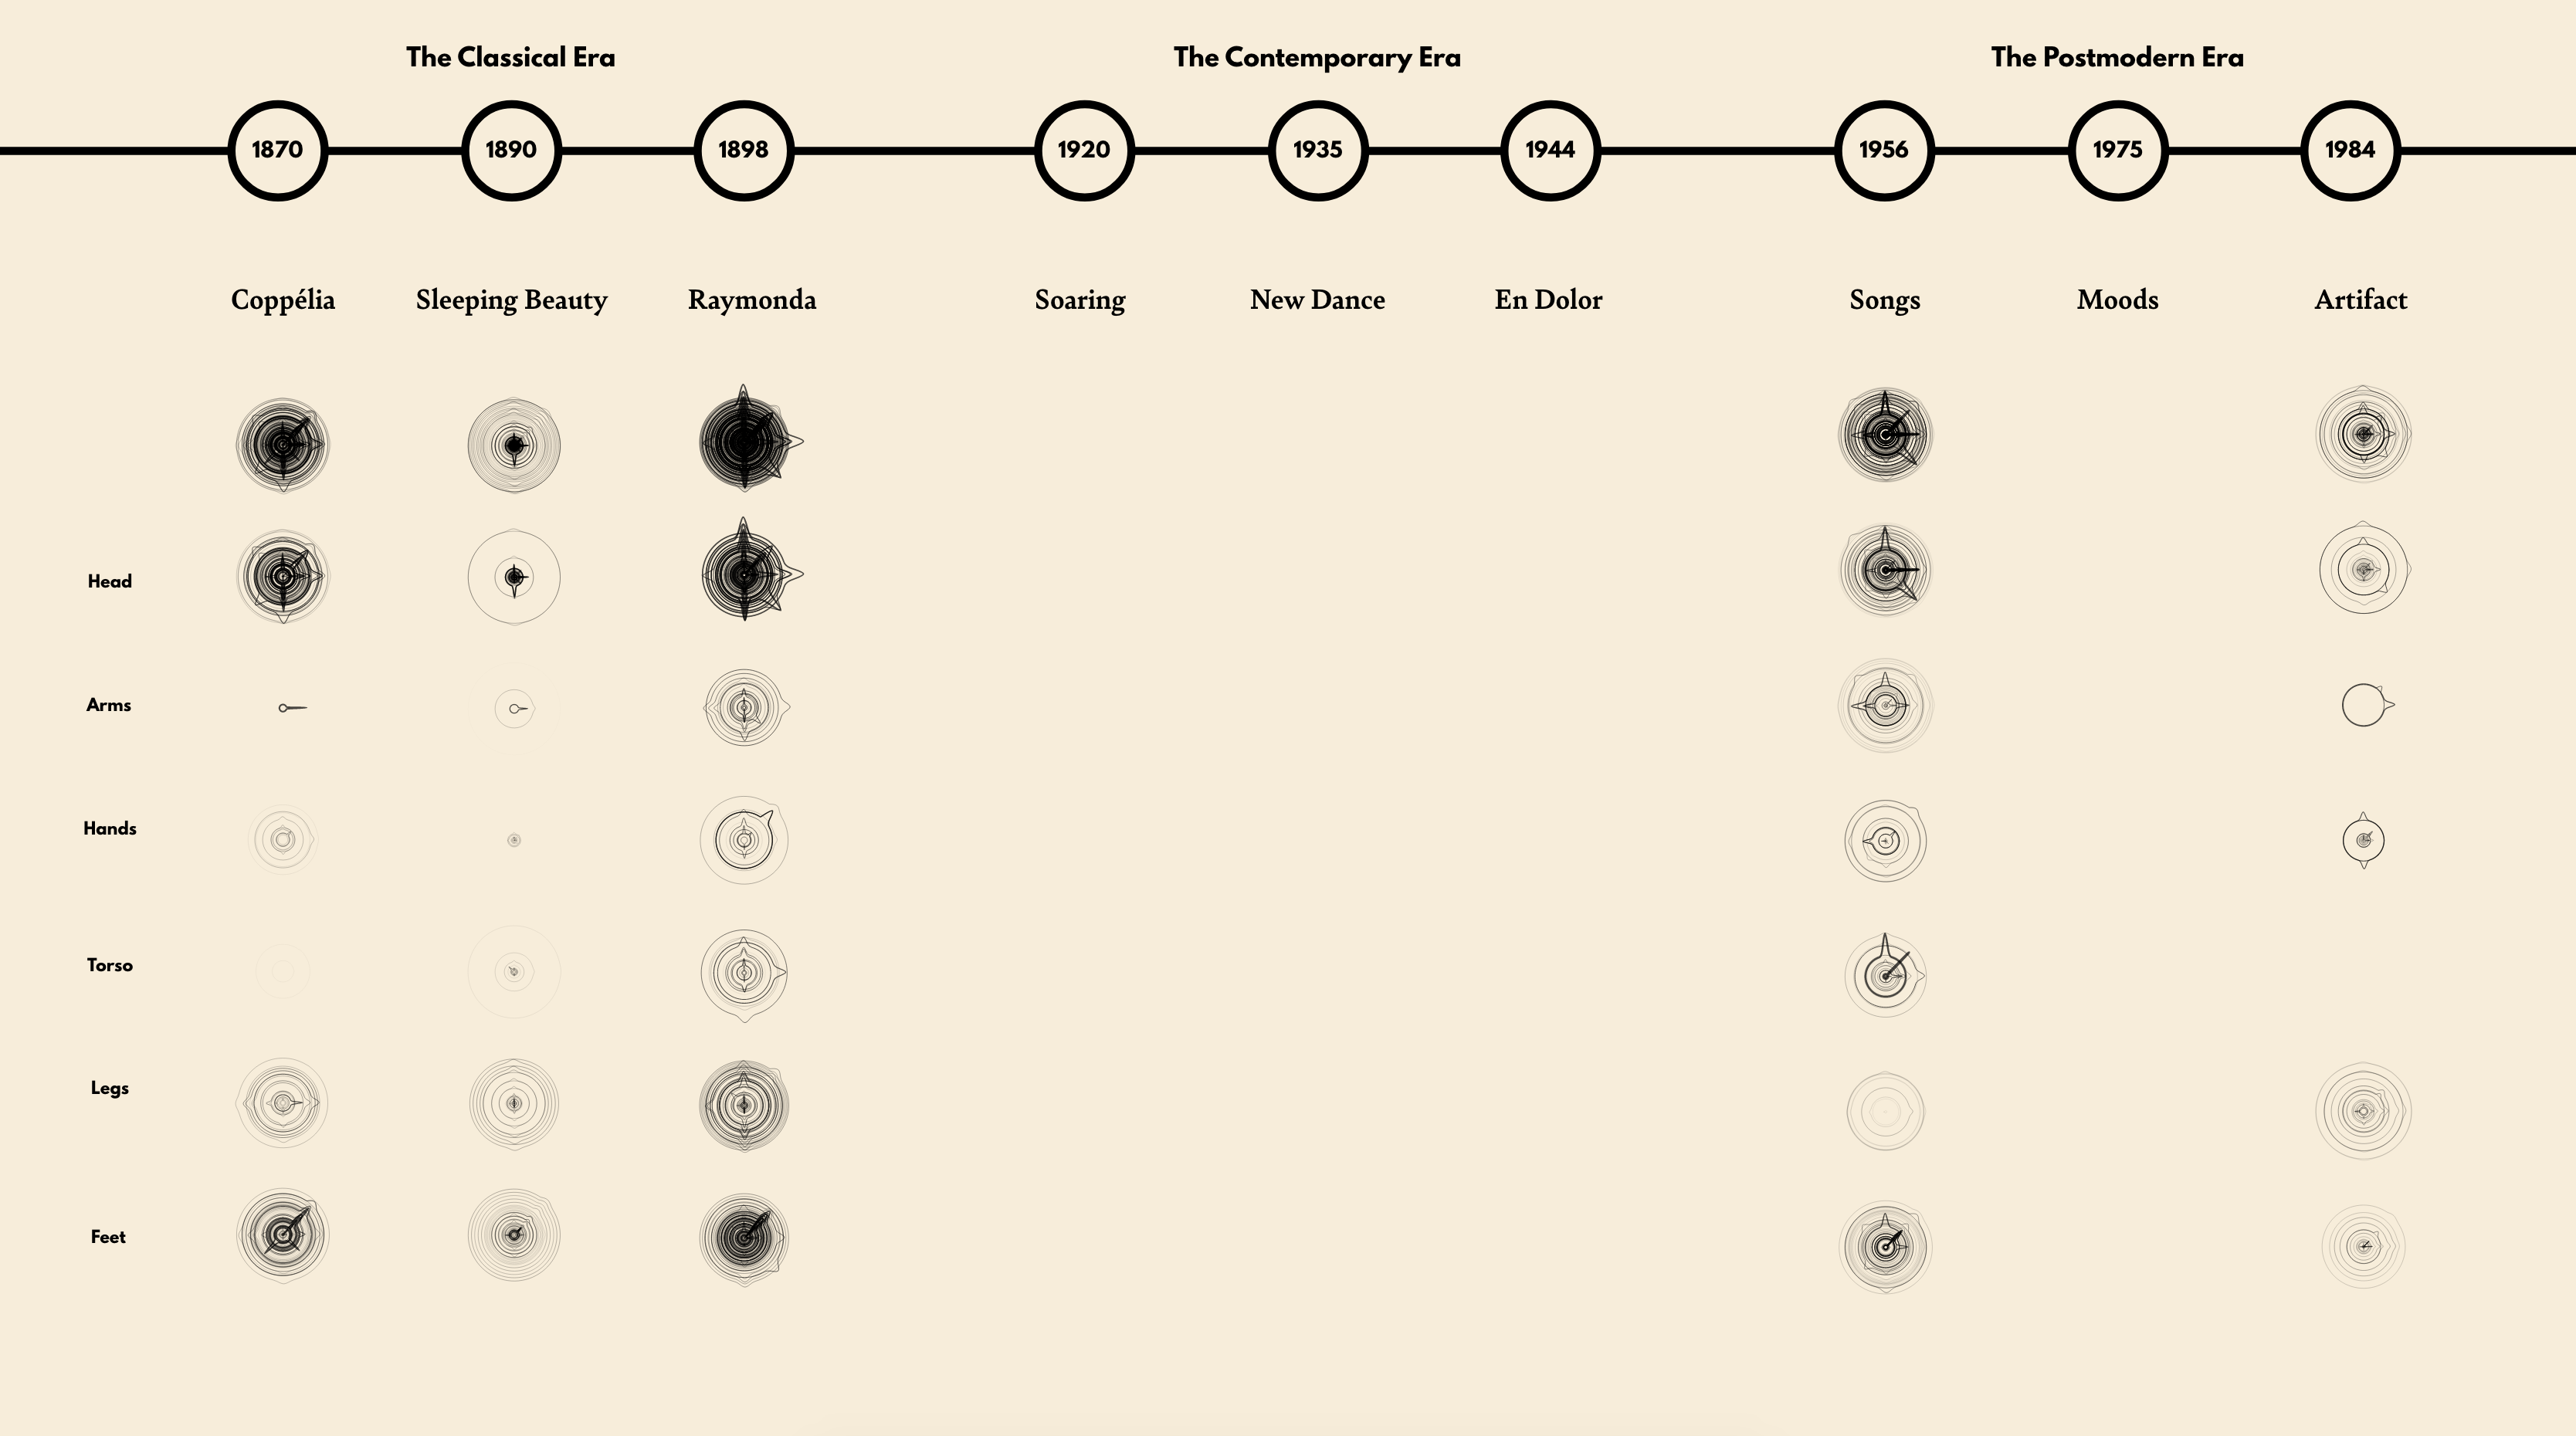 The Classical Era
The Contemporary Era
The Postmodern Era
1870
1890
1898
1920
1935
1944
1956
1975
1984
Coppélia
Sleeping Beauty
Raymonda
Soaring
New Dance
En Dolor
Songs
Moods
Artifact
Head
Arms
Hands
Torso
Legs
Feet